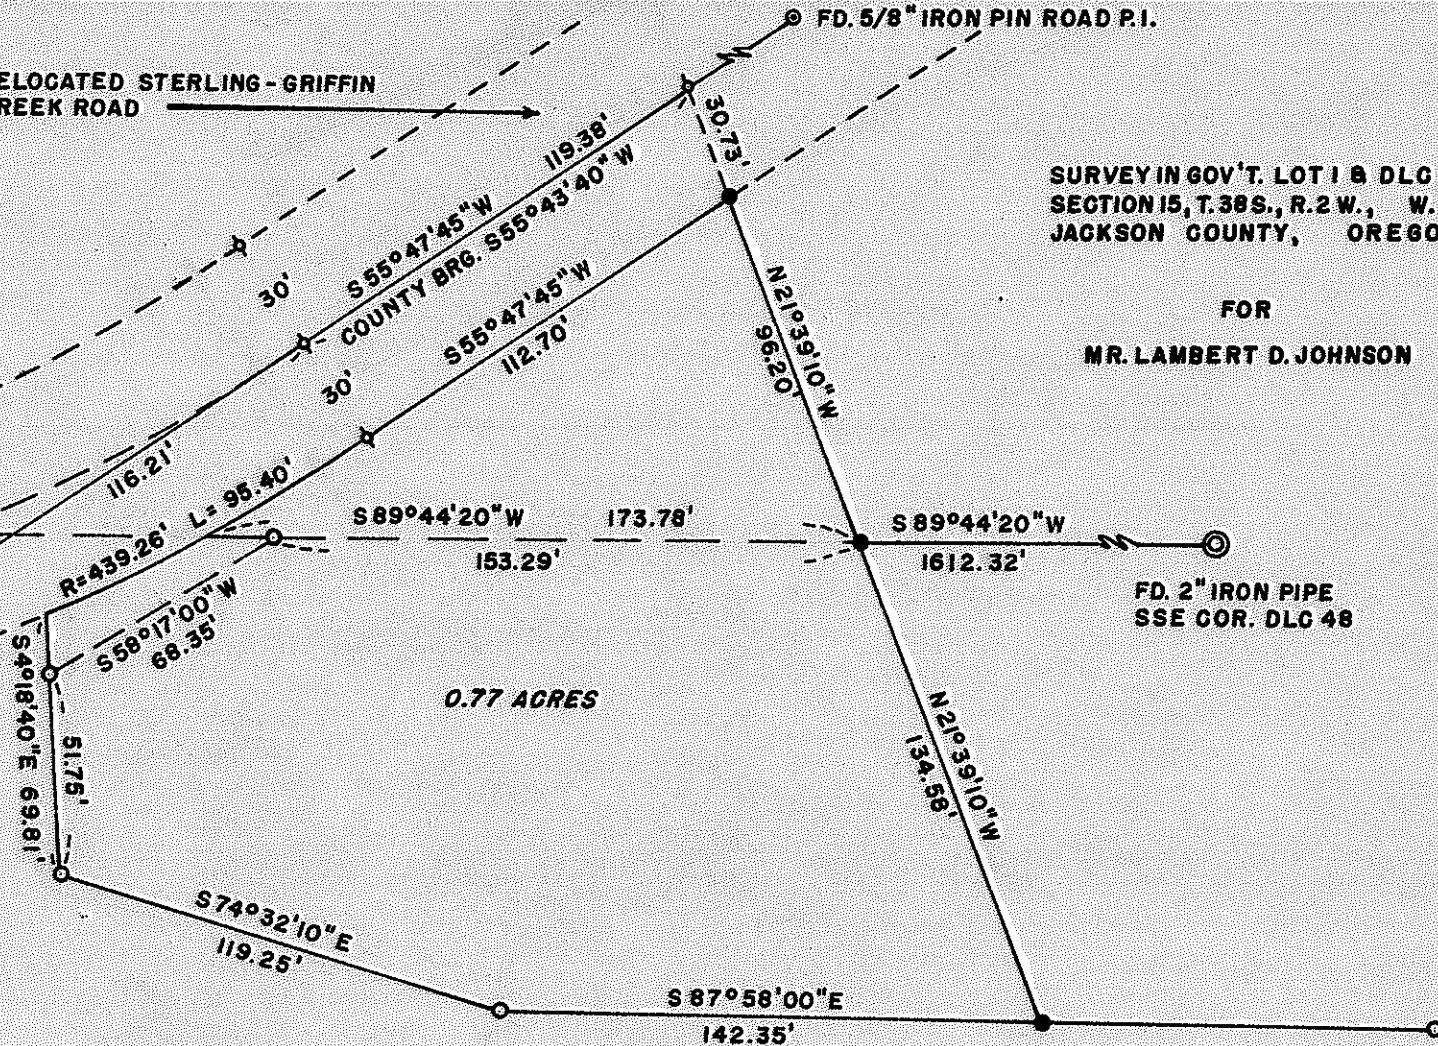 FD. 5/8" IRON PIN ROAD P.I.
ELOCATED STERLING-GRIFFIN
REEK ROAD
30.73'
119.38'
S 55°47'45" W
COUNTY BRG. S55°43'40" W
SURVEY IN GOV'T. LOT 1 & DLC
SECTION 15, T.38S., R.2W., W.
JACKSON COUNTY, OREGO
FOR
MR. LAMBERT D. JOHNSON
30'
30'
S55°47'45" W
112.70'
N 21°39'10" W
96.20'
116.21'
R=439.26' L= 95.40'
S 89°44'20" W 173.78'
153.29'
S 89°44'20" W
1612.32'
FD. 2" IRON PIPE
SSE COR. DLC 48
S 58°17'00" W
68.35'
S 4°18'40" E 69.81'
51.75'
0.77 ACRES
N 21°39'10" W
134.58'
S 74°32'10" E
119.25'
S 87°58'00" E
142.35'